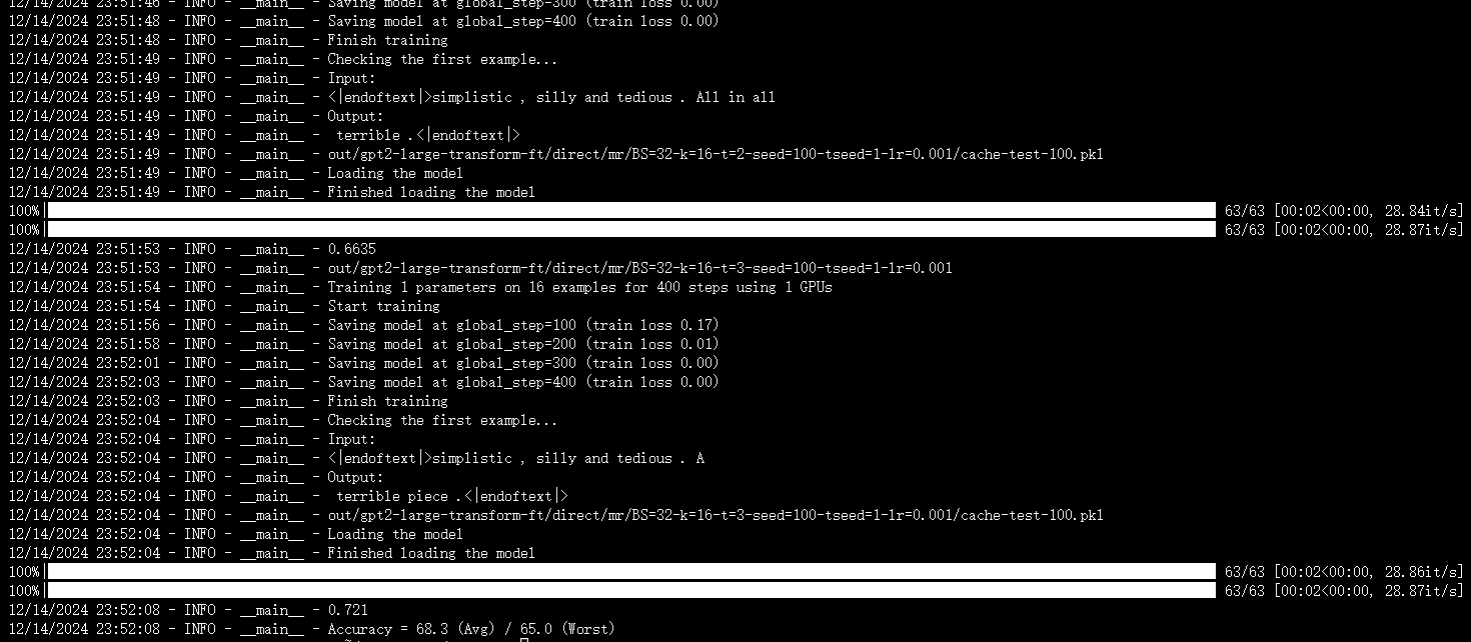 12/14/2024 23:51:46 - INFO - __main__ - Saving model at global_step=300 (train loss 0.00)
12/14/2024 23:51:48 - INFO - __main__ - Saving model at global_step=400 (train loss 0.00)
12/14/2024 23:51:48 - INFO - __main__ - Finish training
12/14/2024 23:51:49 - INFO - __main__ - Checking the first example...
12/14/2024 23:51:49 - INFO - __main__ - Input:
12/14/2024 23:51:49 - INFO - __main__ - <|endoftext|>simplistic , silly and tedious . All in all
12/14/2024 23:51:49 - INFO - __main__ - Output:
12/14/2024 23:51:49 - INFO - __main__ -  terrible .<|endoftext|>
12/14/2024 23:51:49 - INFO - __main__ - out/gpt2-large-transform-ft/direct/mr/BS=32-k=16-t=2-seed=100-tseed=1-lr=0.001/cache-test-100.pkl
12/14/2024 23:51:49 - INFO - __main__ - Loading the model
12/14/2024 23:51:49 - INFO - __main__ - Finished loading the model
100%| 63/63 [00:02<00:00, 28.84it/s]
100%| 63/63 [00:02<00:00, 28.87it/s]
12/14/2024 23:51:53 - INFO - __main__ - 0.6635
12/14/2024 23:51:53 - INFO - __main__ - out/gpt2-large-transform-ft/direct/mr/BS=32-k=16-t=3-seed=100-tseed=1-lr=0.001
12/14/2024 23:51:54 - INFO - __main__ - Training 1 parameters on 16 examples for 400 steps using 1 GPUs
12/14/2024 23:51:54 - INFO - __main__ - Start training
12/14/2024 23:51:56 - INFO - __main__ - Saving model at global_step=100 (train loss 0.17)
12/14/2024 23:51:58 - INFO - __main__ - Saving model at global_step=200 (train loss 0.01)
12/14/2024 23:52:01 - INFO - __main__ - Saving model at global_step=300 (train loss 0.00)
12/14/2024 23:52:03 - INFO - __main__ - Saving model at global_step=400 (train loss 0.00)
12/14/2024 23:52:03 - INFO - __main__ - Finish training
12/14/2024 23:52:04 - INFO - __main__ - Checking the first example...
12/14/2024 23:52:04 - INFO - __main__ - Input:
12/14/2024 23:52:04 - INFO - __main__ - <|endoftext|>simplistic , silly and tedious . A
12/14/2024 23:52:04 - INFO - __main__ - Output:
12/14/2024 23:52:04 - INFO - __main__ -  terrible piece .<|endoftext|>
12/14/2024 23:52:04 - INFO - __main__ - out/gpt2-large-transform-ft/direct/mr/BS=32-k=16-t=3-seed=100-tseed=1-lr=0.001/cache-test-100.pkl
12/14/2024 23:52:04 - INFO - __main__ - Loading the model
12/14/2024 23:52:04 - INFO - __main__ - Finished loading the model
100%| 63/63 [00:02<00:00, 28.86it/s]
100%| 63/63 [00:02<00:00, 28.87it/s]
12/14/2024 23:52:08 - INFO - __main__ - 0.721
12/14/2024 23:52:08 - INFO - __main__ - Accuracy = 68.3 (Avg) / 65.0 (Worst)